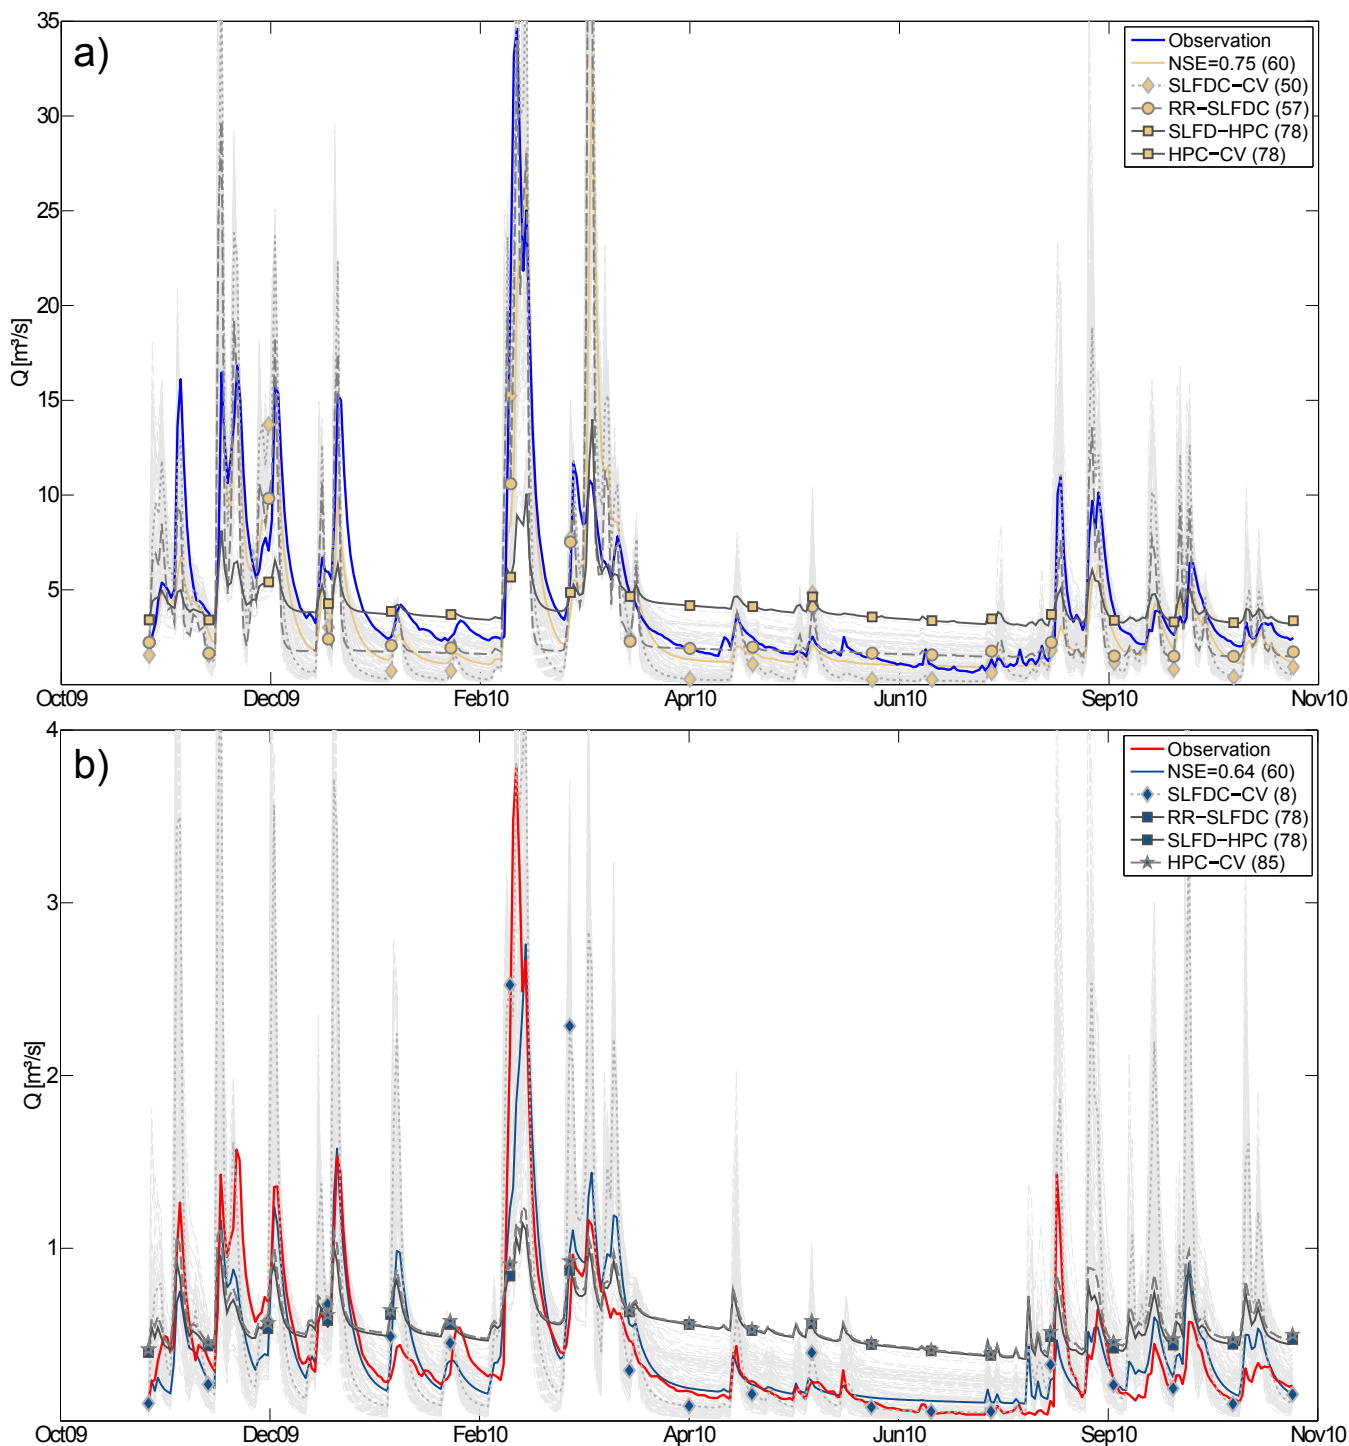 a)
35
30
25
20
15
10
5
Q [m³/s]
Observation
NSE=0.75 (60)
SLFDC−CV (50)
RR−SLFDC (57)
SLFD−HPC (78)
HPC−CV (78)
Oct09
Dec09
Feb10
Apr10
Jun10
Sep10
Nov10
b)
4
3
2
1
Q [m³/s]
Observation
NSE=0.64 (60)
SLFDC−CV (8)
RR−SLFDC (78)
SLFD−HPC (78)
HPC−CV (85)
Oct09
Dec09
Feb10
Apr10
Jun10
Sep10
Nov10